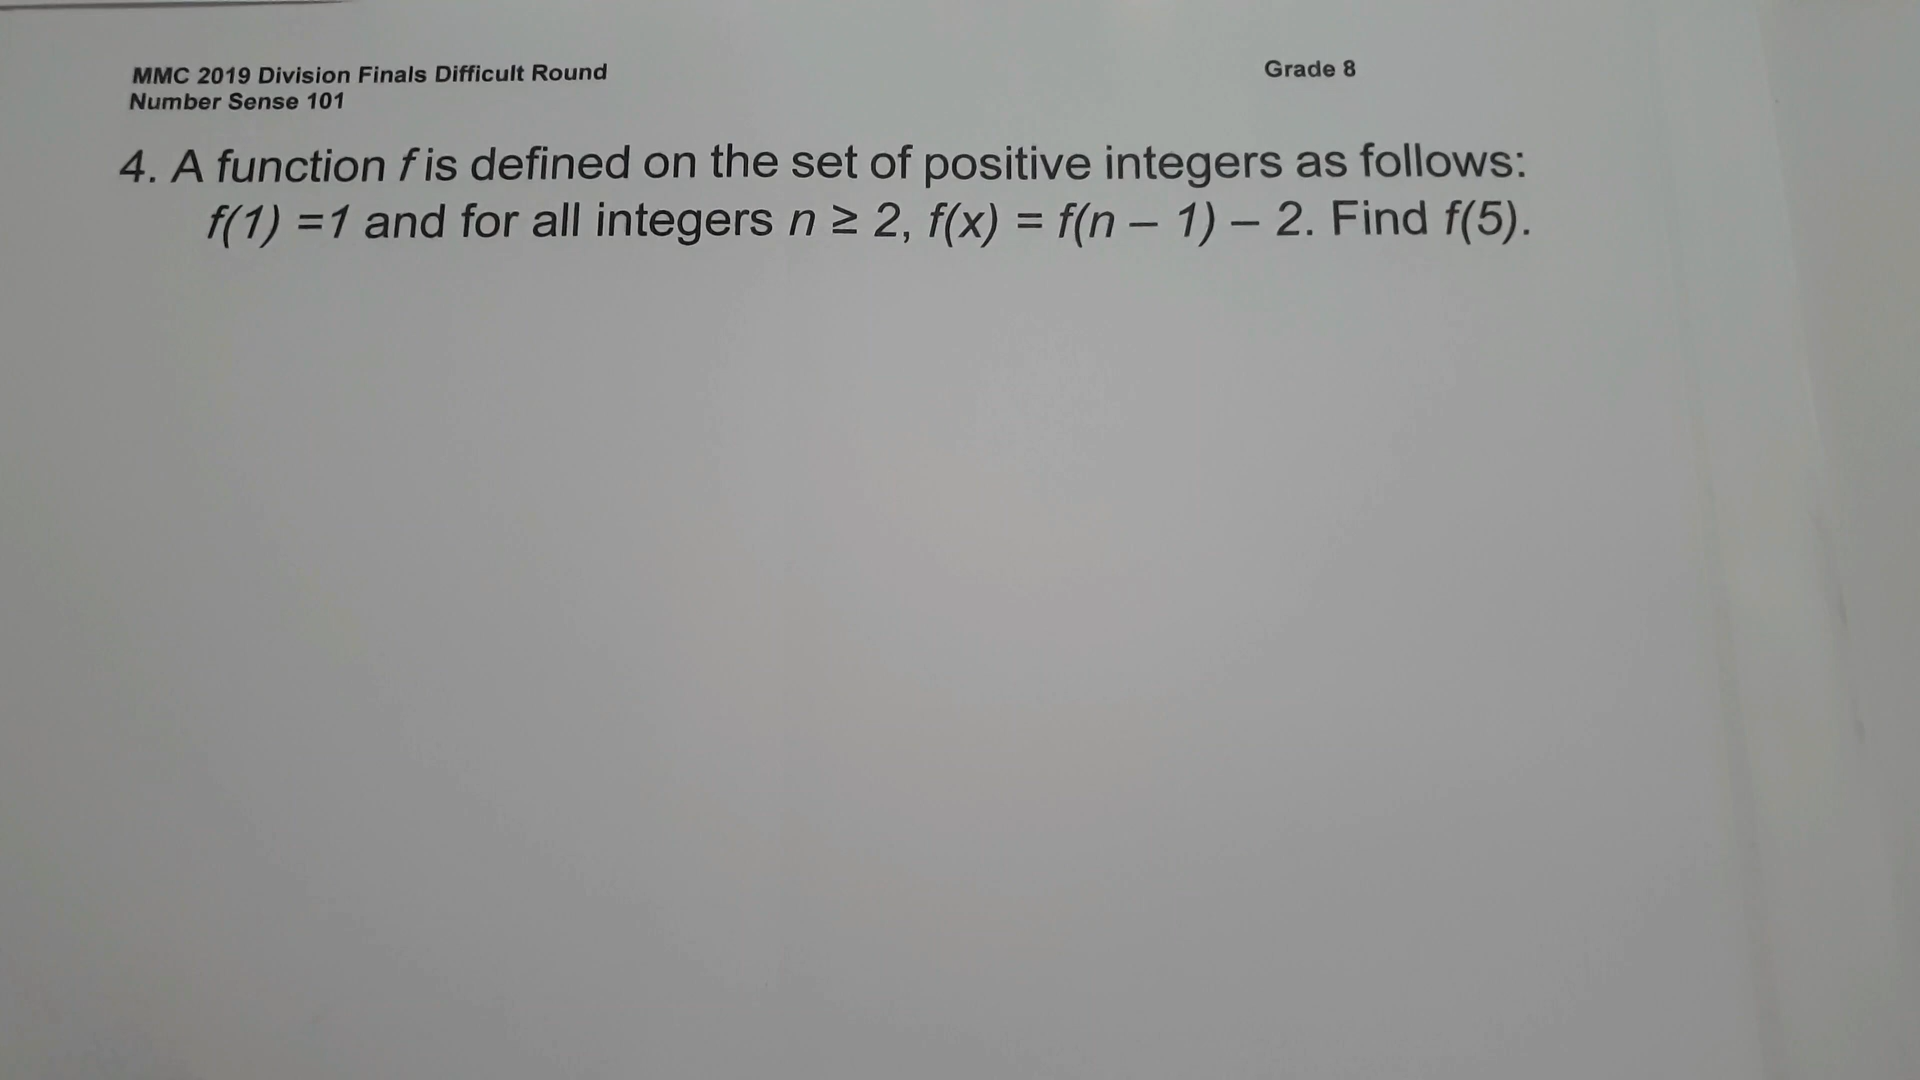 MMC 2019 Division Finals Difficult Round Grade 8
Number Sense 101
4. A function f is defined on the set of positive integers as follows:
f(1) =1 and for all integers n ≥ 2, f(x) = f(n – 1) – 2. Find f(5).